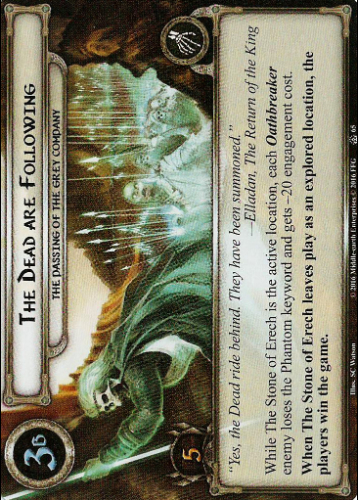 3B
THE DEAD ARE FOLLOWING
THE PASSING OF THE GREY COMPANY
5
“Yes, the Dead ride behind. They have been summoned.”
—Elladan, The Return of the King
While The Stone of Erech is the active location, each Oathbreaker
enemy loses the Phantom keyword and gets –20 engagement cost.
When The Stone of Erech leaves play as an explored location, the
players win the game.
Illus. SC Watson © 2016 Middle-earth Enterprises © 2016 FFG 65